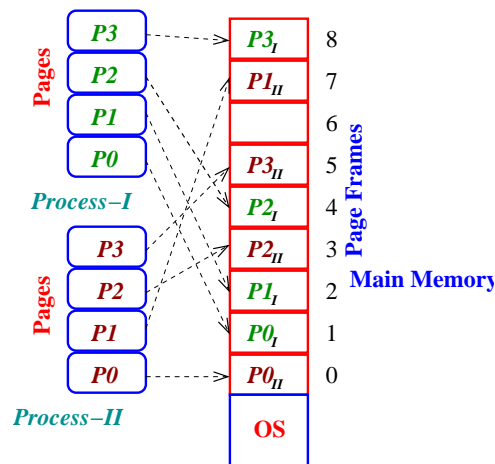 Pages
P3
P2
P1
P0
Process-I
Pages
P3
P2
P1
P0
Process-II
P3I 8
P1II 7
6
P3II 5
P2I 4
P2II 3
P1I 2
P0I 1
P0II 0
OS
Page Frames
Main Memory